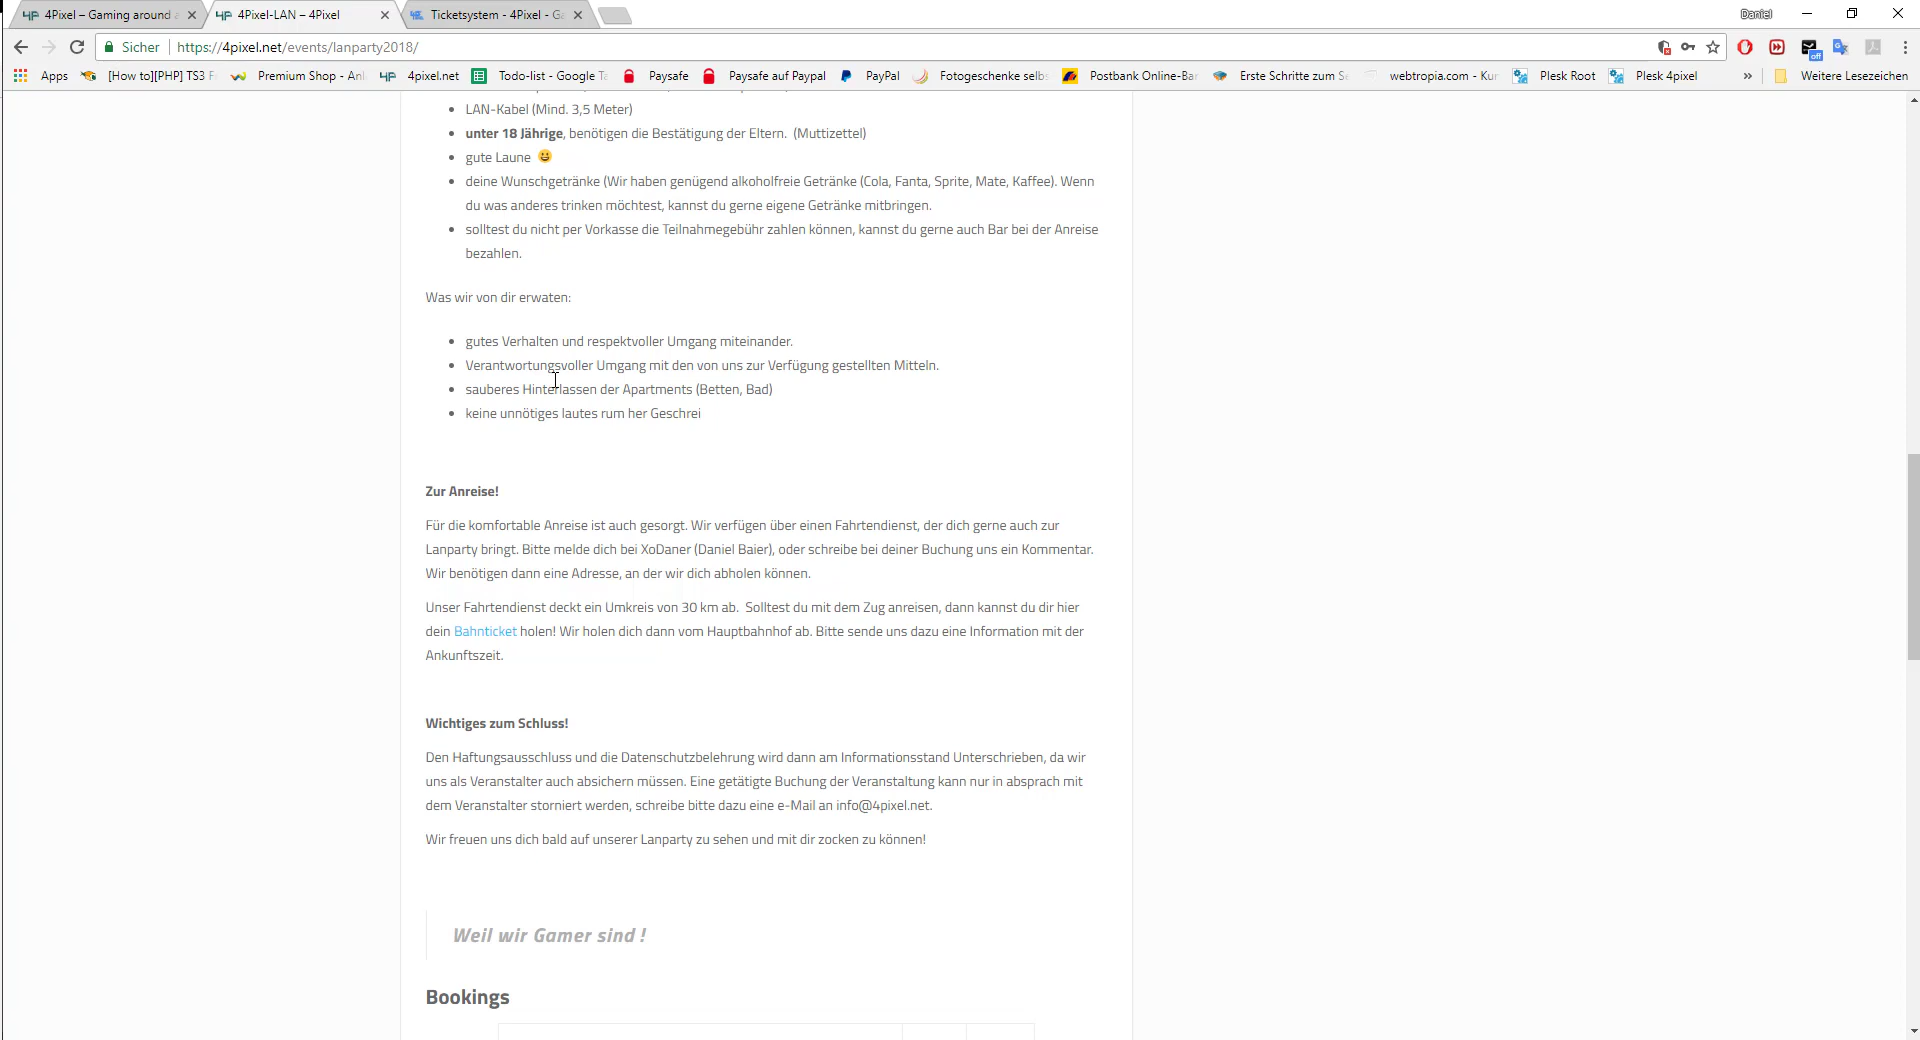 4Pixel – Gaming around a
4Pixel-LAN – 4Pixel
Ticketsystem - 4Pixel - Ga
Daniel
Sicher
https://4pixel.net/events/lanparty2018/
Apps
[How to][PHP] TS3 F
Premium Shop - Ani
4pixel.net
Todo-list - Google Ta
Paysafe
Paysafe auf Paypal
PayPal
Fotogeschenke selbs
Postbank Online-Ban
Erste Schritte zum Se
webtropia.com - Kun
Plesk Root
Plesk 4pixel
»
Weitere Lesezeichen
LAN-Kabel (Mind. 3,5 Meter)
unter 18 Jährige, benötigen die Bestätigung der Eltern. (Muttizettel)
gute Laune 😀
deine Wunschgetränke (Wir haben genügend alkoholfreie Getränke (Cola, Fanta, Sprite, Mate, Kaffee). Wenn
du was anderes trinken möchtest, kannst du gerne eigene Getränke mitbringen.
solltest du nicht per Vorkasse die Teilnahmegebühr zahlen können, kannst du gerne auch Bar bei der Anreise
bezahlen.
Was wir von dir erwaten:
gutes Verhalten und respektvoller Umgang miteinander.
Verantwortungsvoller Umgang mit den von uns zur Verfügung gestellten Mitteln.
sauberes Hinterlassen der Apartments (Betten, Bad)
keine unnötiges lautes rum her Geschrei
Zur Anreise!
Für die komfortable Anreise ist auch gesorgt. Wir verfügen über einen Fahrtendienst, der dich gerne auch zur
Lanparty bringt. Bitte melde dich bei XoDaner (Daniel Baier), oder schreibe bei deiner Buchung uns ein Kommentar.
Wir benötigen dann eine Adresse, an der wir dich abholen können.
Unser Fahrtendienst deckt ein Umkreis von 30 km ab. Solltest du mit dem Zug anreisen, dann kannst du dir hier
dein Bahnticket holen! Wir holen dich dann vom Hauptbahnhof ab. Bitte sende uns dazu eine Information mit der
Ankunftszeit.
Wichtiges zum Schluss!
Den Haftungsausschluss und die Datenschutzbelehrung wird dann am Informationsstand Unterschrieben, da wir
uns als Veranstalter auch absichern müssen. Eine getätigte Buchung der Veranstaltung kann nur in absprach mit
dem Veranstalter storniert werden, schreibe bitte dazu eine e-Mail an info@4pixel.net.
Wir freuen uns dich bald auf unserer Lanparty zu sehen und mit dir zocken zu können!
Weil wir Gamer sind !
Bookings